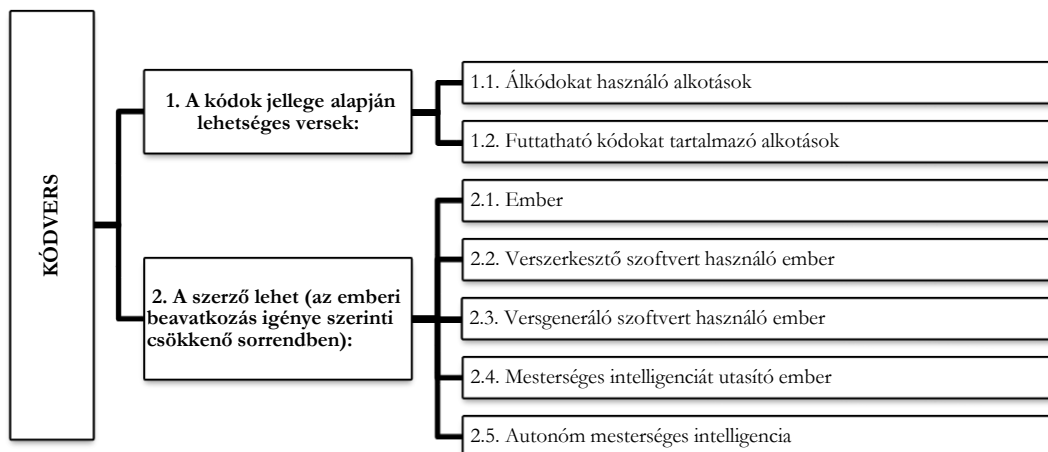 KÓDVERS
1. A kódok jellege alapján
lehetséges versek:
1.1. Álkódokat használó alkotások
1.2. Futtatható kódokat tartalmazó alkotások
2. A szerző lehet (az emberi
beavatkozás igénye szerinti
csökkenő sorrendben):
2.1. Ember
2.2. Verszerkesztő szoftvert használó ember
2.3. Versgeneráló szoftvert használó ember
2.4. Mesterséges intelligenciát utasító ember
2.5. Autonóm mesterséges intelligencia